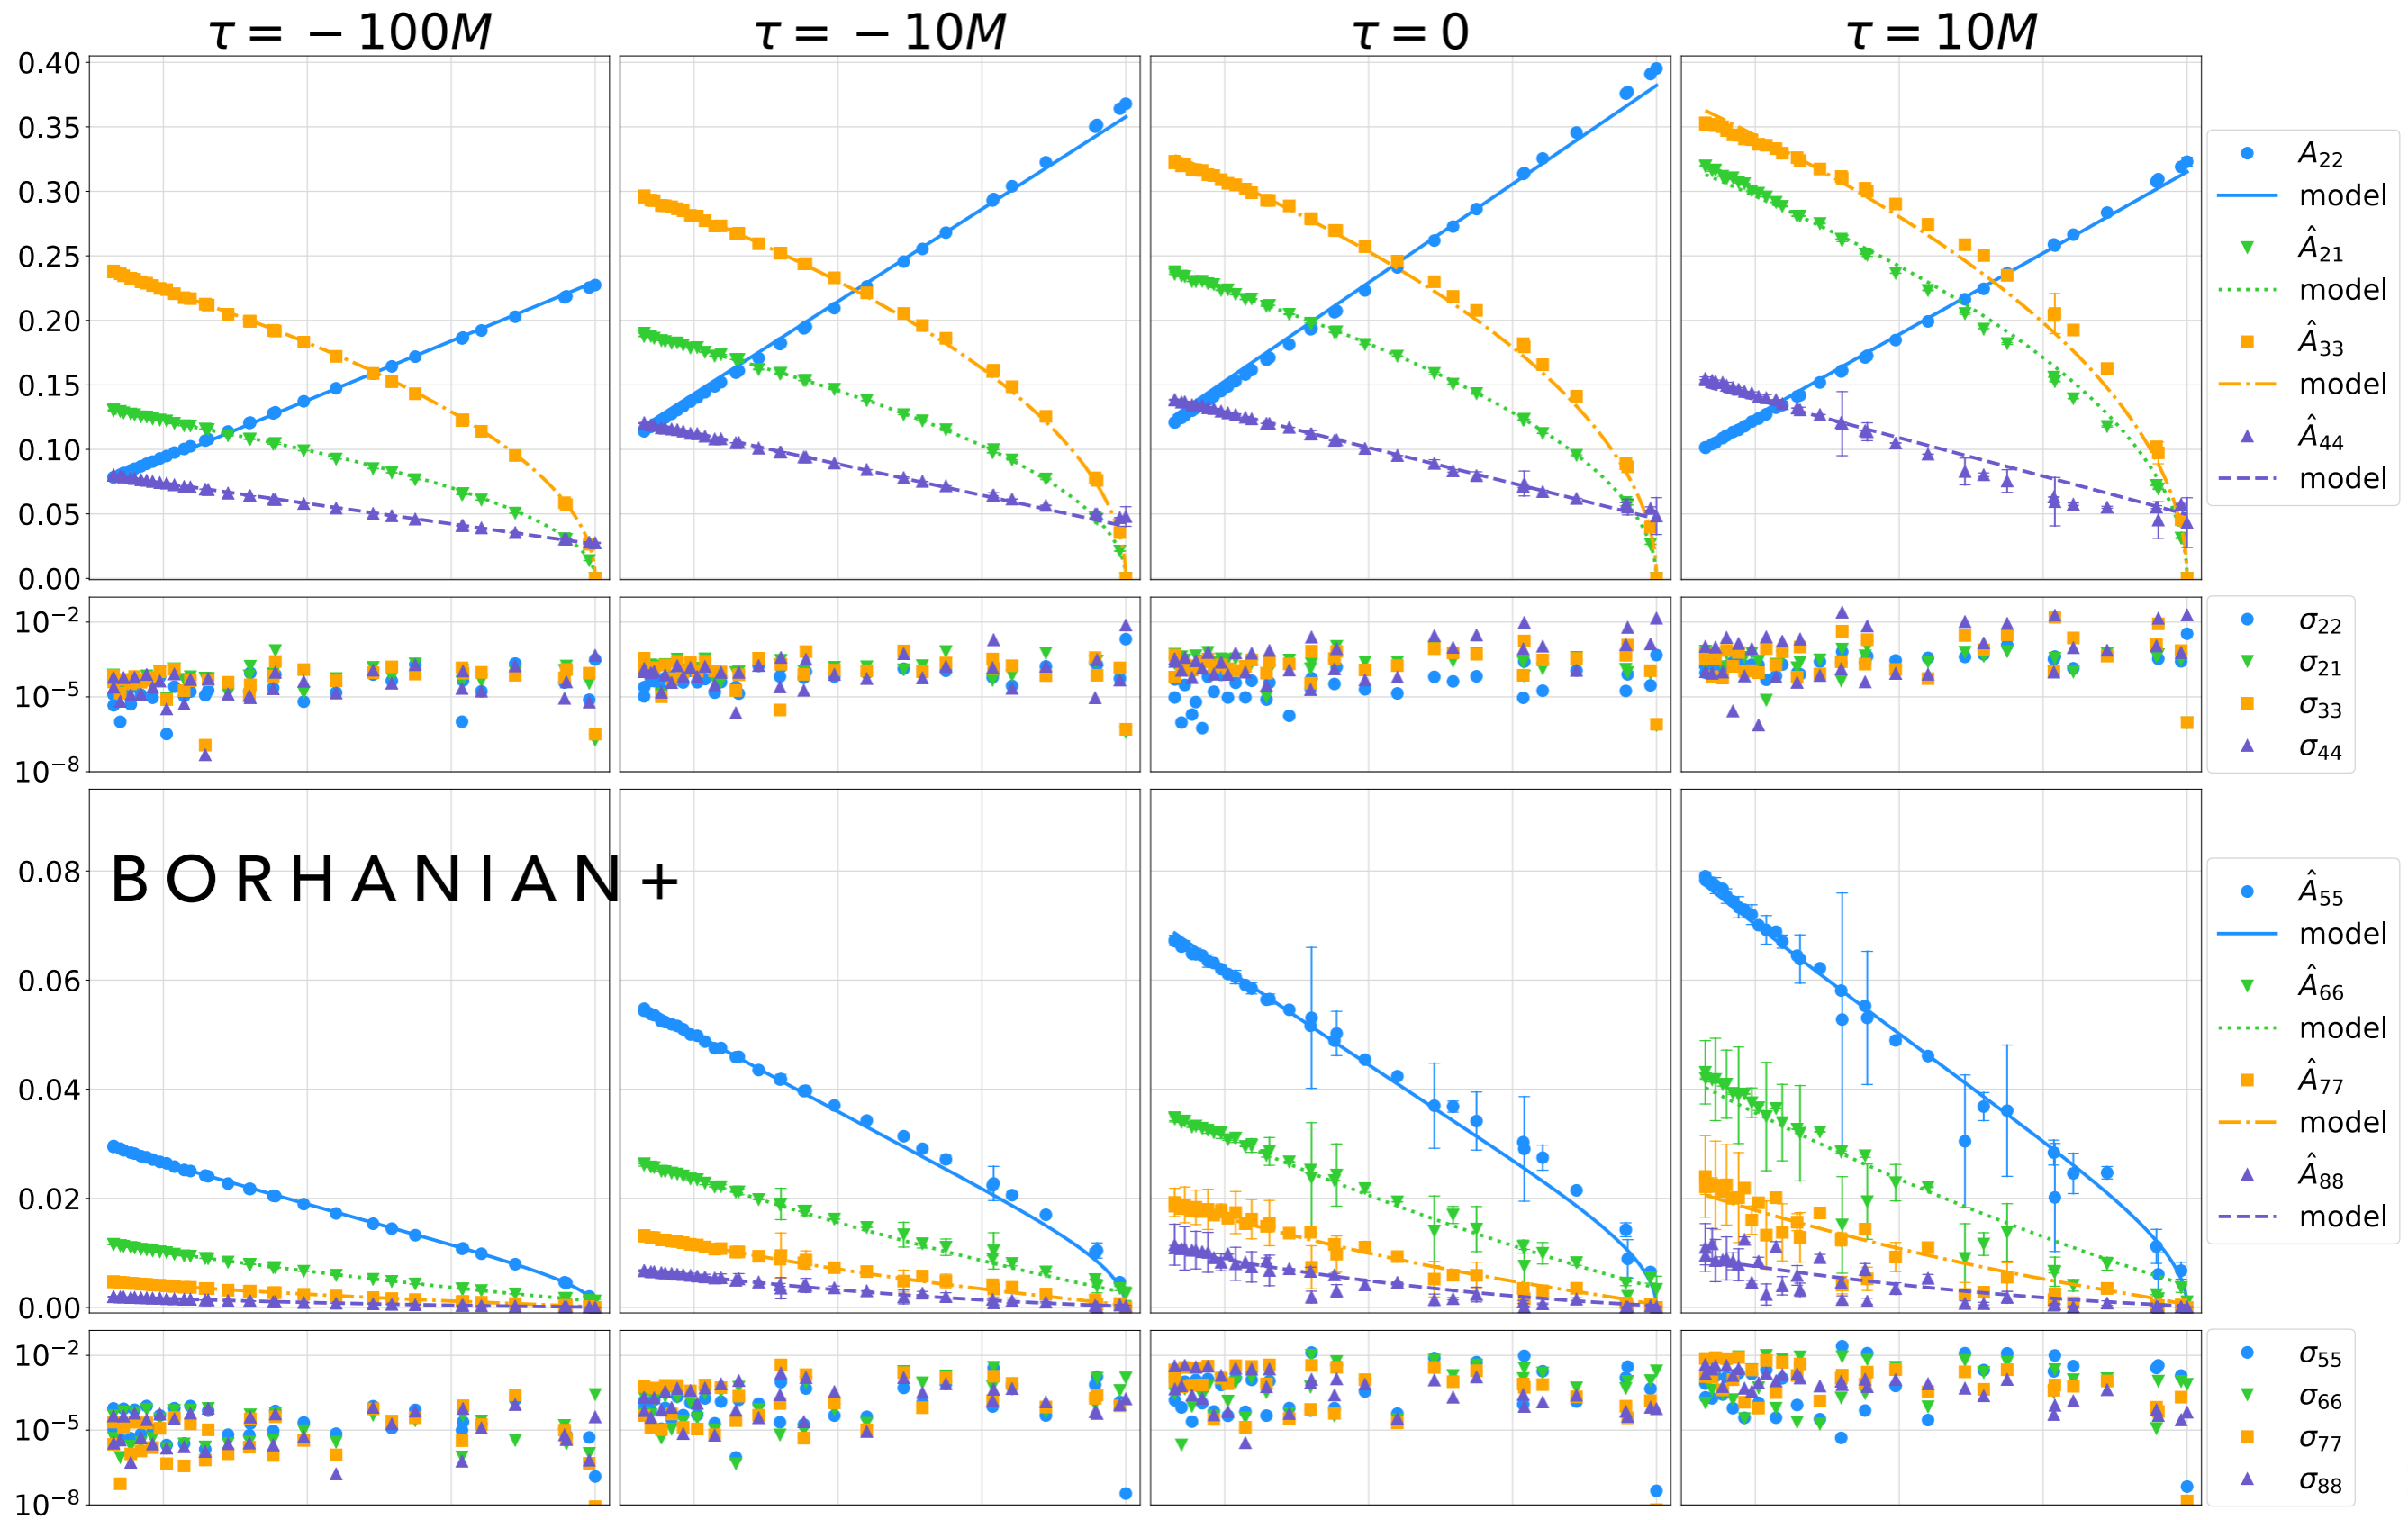 τ = − 100M
τ = − 10M
τ = 0
τ = 10M
0.40
0.35
0.30
0.25
0.20
0.15
0.10
0.05
0.00
A₂₂
model
Â₂₁
model
Â₃₃
model
Â₄₄
model
10⁻²
10⁻⁵
10⁻⁸
σ₂₂
σ₂₁
σ₃₃
σ₄₄
0.08
0.06
0.04
0.02
0.00
BORHANIAN+
Â₅₅
model
Â₆₆
model
Â₇₇
model
Â₈₈
model
10⁻²
10⁻⁵
10⁻⁸
σ₅₅
σ₆₆
σ₇₇
σ₈₈